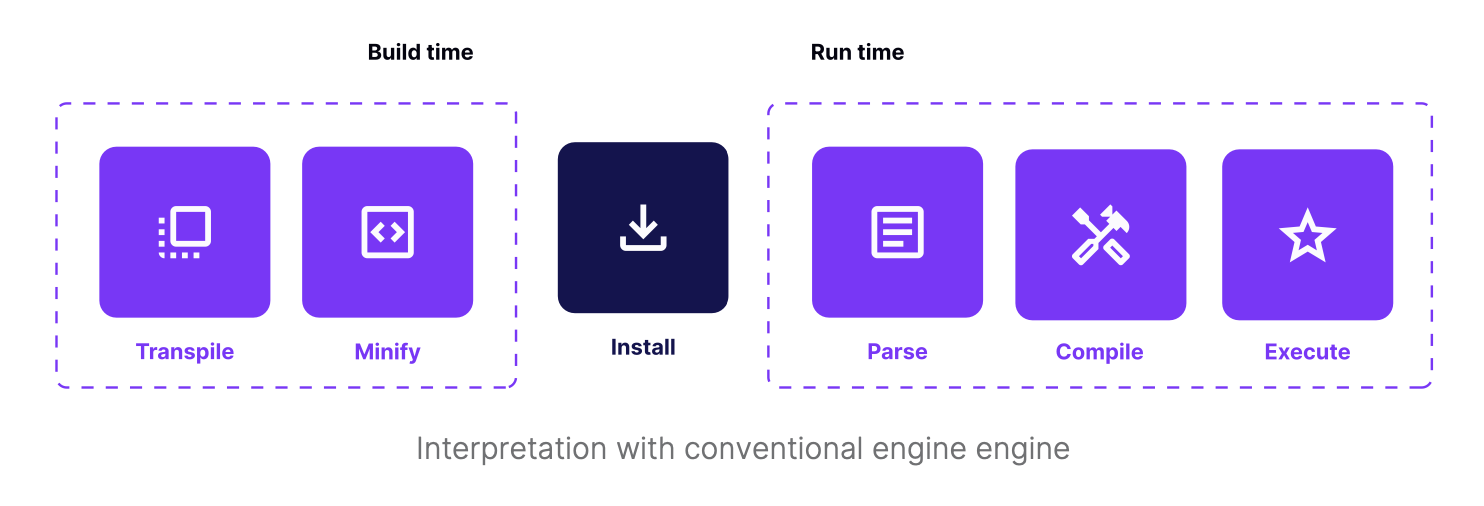 Build time
Run time
Transpile
Minify
Install
Parse
Compile
Execute
Interpretation with conventional engine engine